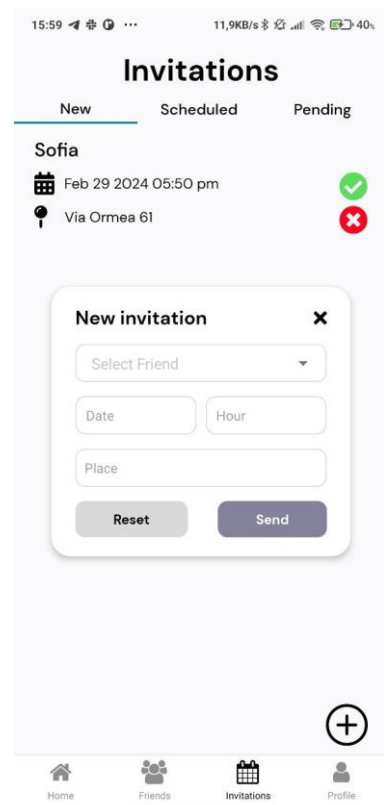 15:59 ... 11,9KB/s 40%
Invitations
New Scheduled Pending
Sofia
Feb 29 2024 05:50 pm
Via Ormea 61
New invitation
Select Friend
Date Hour
Place
Reset Send
Home Friends Invitations Profile